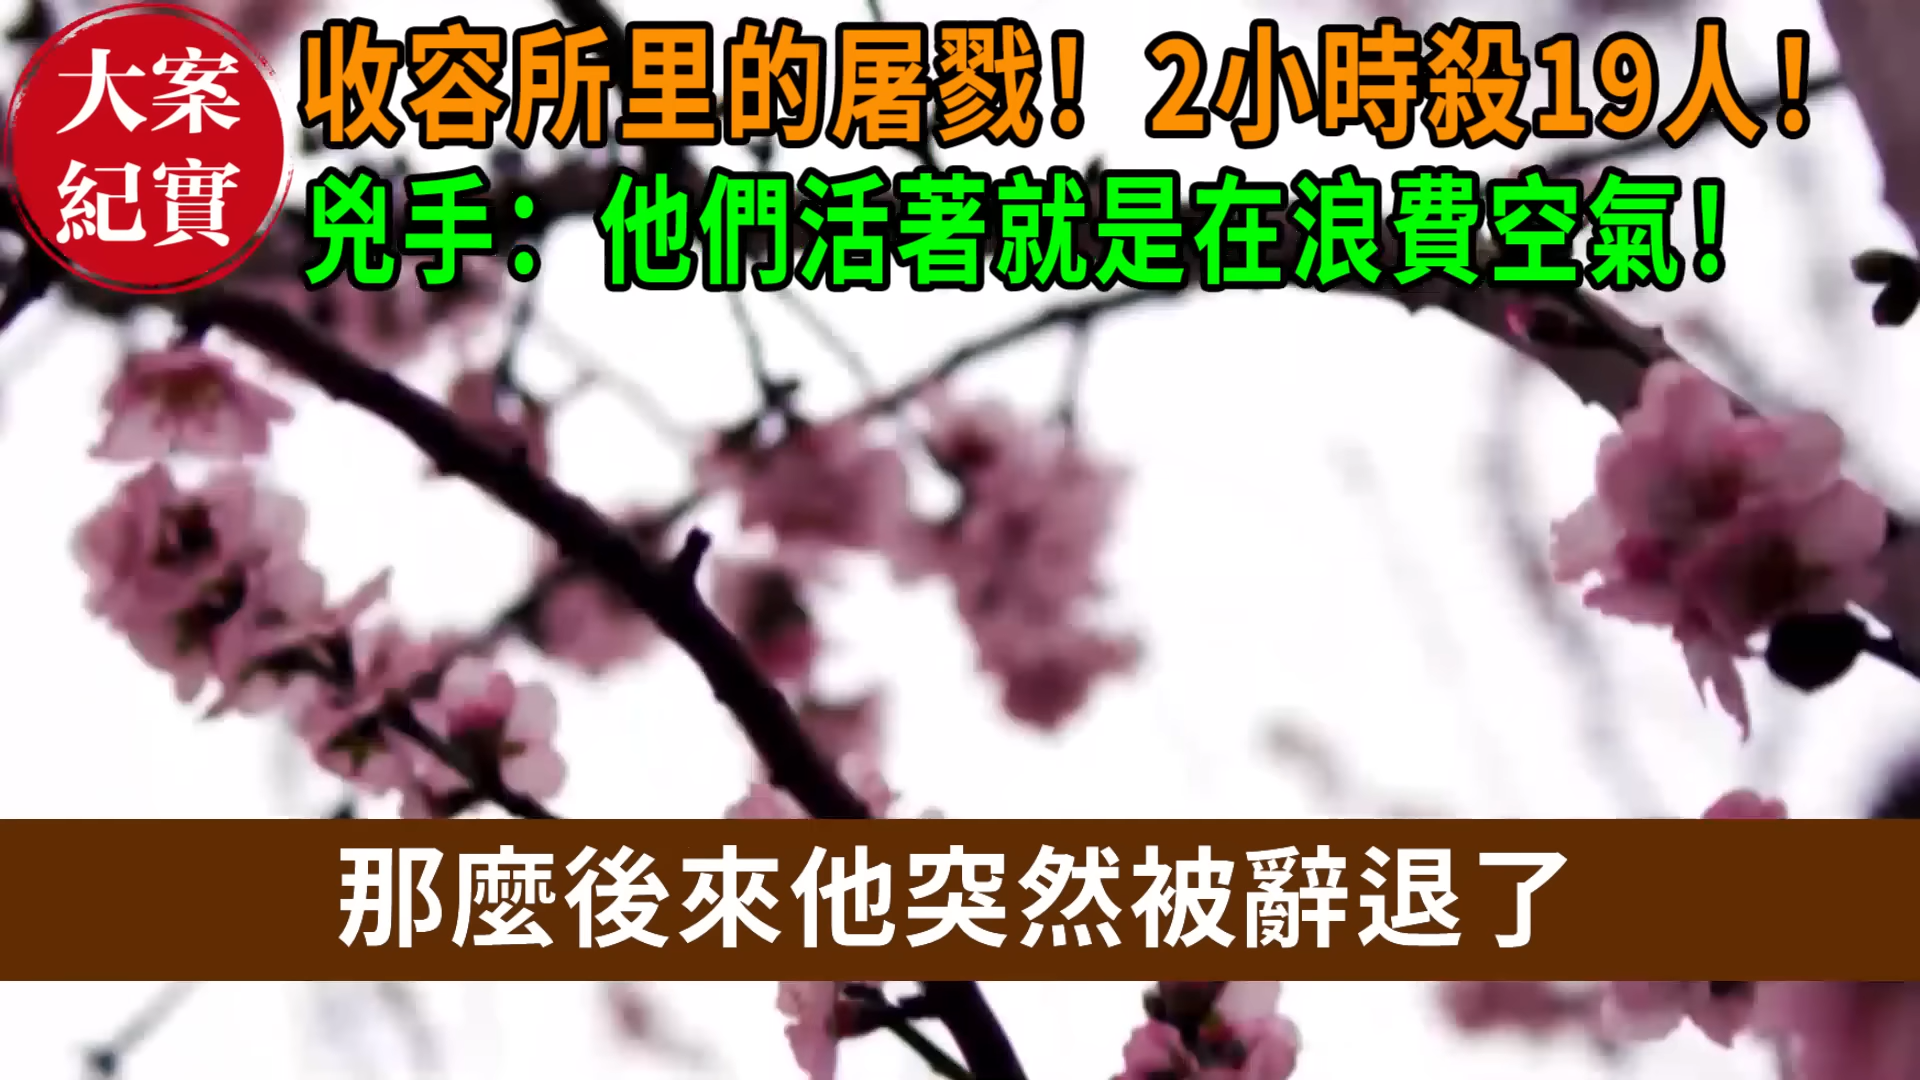 大案
紀實
收容所里的屠戮！2小時殺19人！
兇手：他們活著就是在浪費空氣！
那麼後來他突然被辭退了